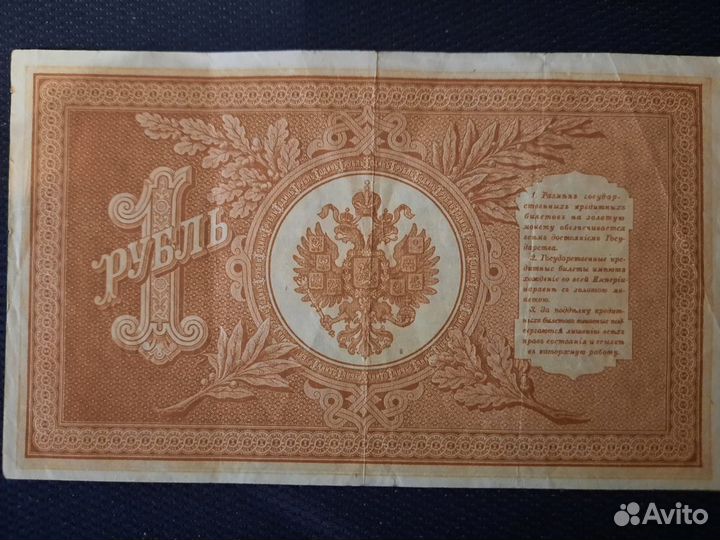 1
РУБЛЬ
1. Размѣнъ государ-
ственныхъ кредитныхъ
билетовъ на золотую
монету обезпечивается
всѣмъ достояніемъ Госу-
дарства.
2. Государственные кре-
дитные билеты имѣютъ
хожденіе во всей Имперіи
наравнѣ съ золотою мо-
нетою.
3. За поддѣлку кредит-
ныхъ билетовъ виновные под-
вергаются лишенію всѣхъ
правъ состоянія и ссылкѣ
въ каторжную работу.
Avito